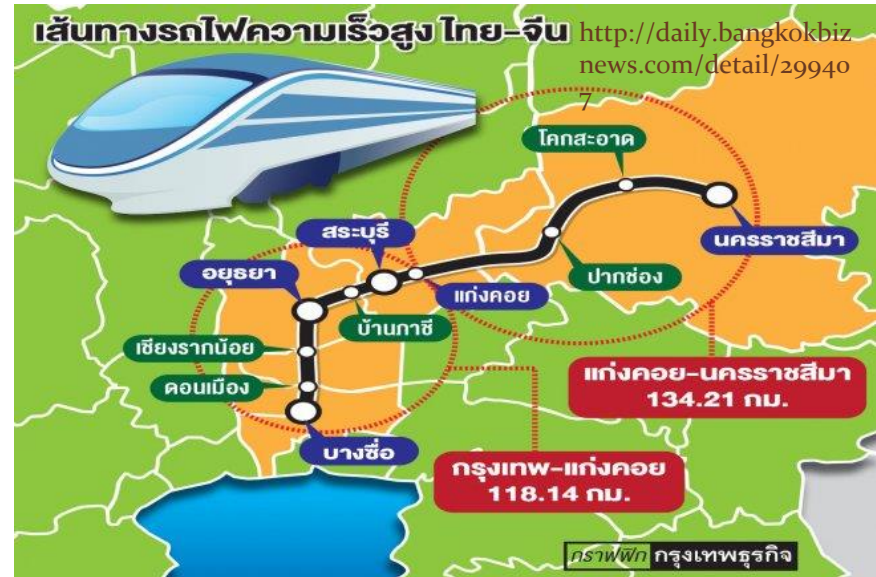 เส้นทางรถไฟความเร็วสูง ไทย-จีน
http://daily.bangkokbiz
news.com/detail/29940
7
โคกสะอาด
สระบุรี
นครราชสีมา
อยุธยา
ปากช่อง
แก่งคอย
บ้านภาชี
เชียงรากน้อย
แก่งคอย-นครราชสีมา
134.21 กม.
ดอนเมือง
บางซื่อ
กรุงเทพ-แก่งคอย
118.14 กม.
กราฟฟิก กรุงเทพธุรกิจ